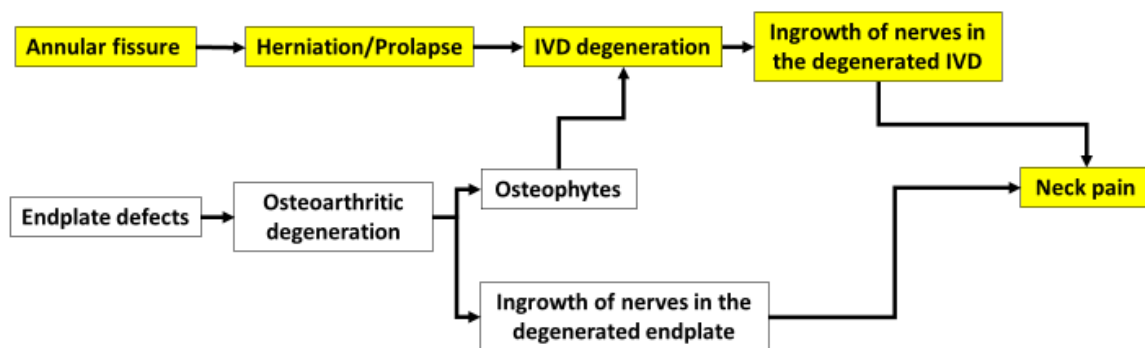 Annular fissure
Herniation/Prolapse
IVD degeneration
Ingrowth of nerves in
the degenerated IVD
Endplate defects
Osteoarthritic
degeneration
Osteophytes
Neck pain
Ingrowth of nerves in the
degenerated endplate